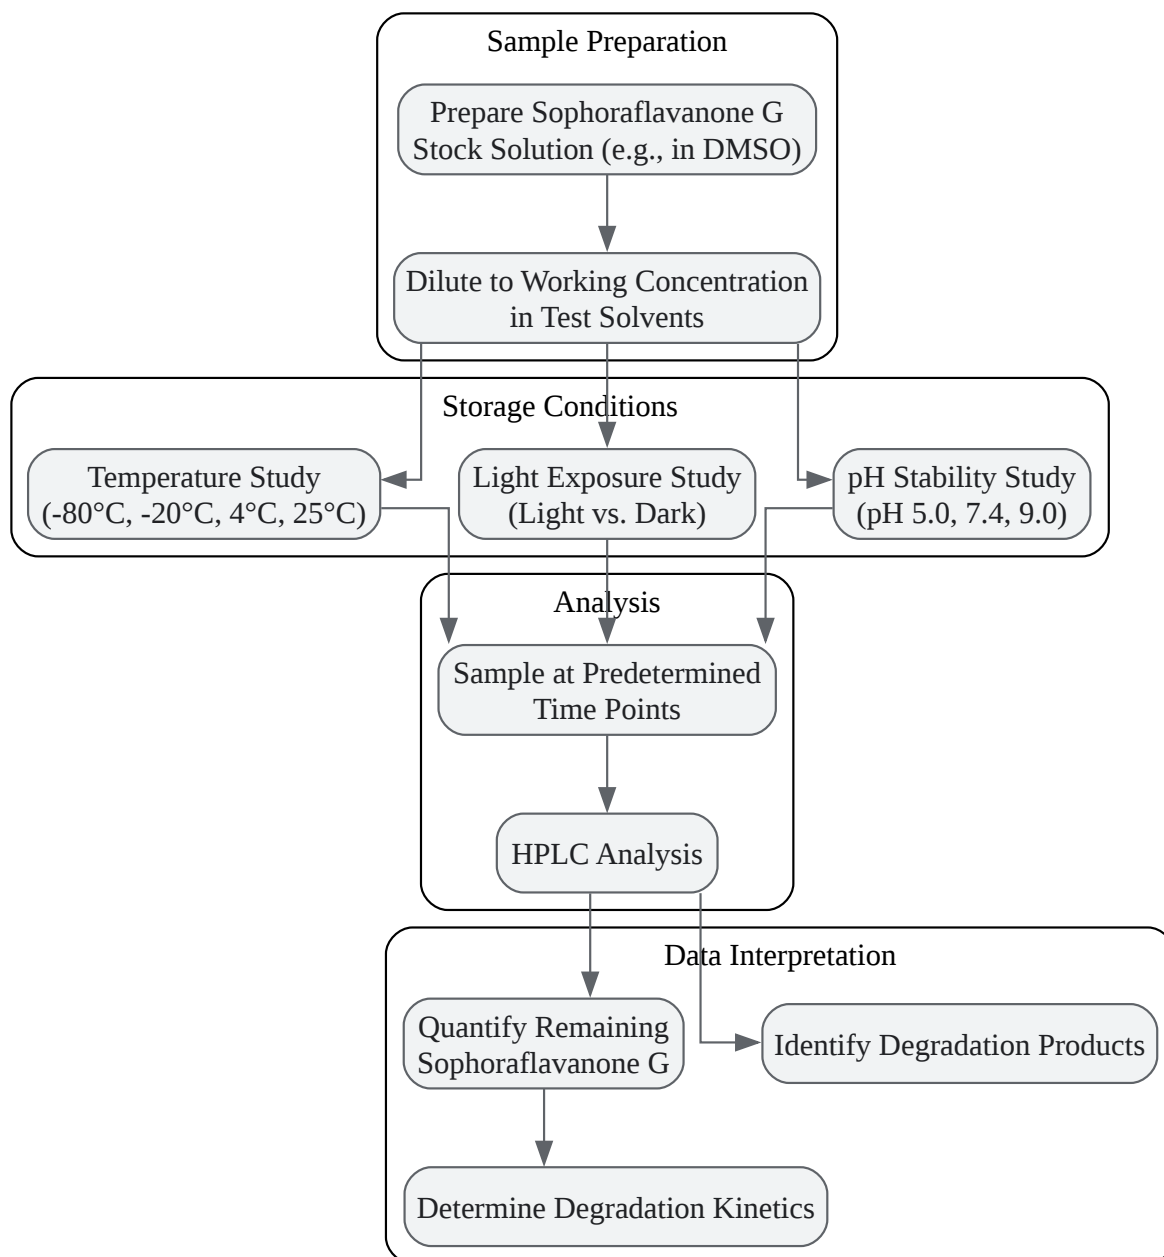 Sample Preparation
Prepare Sophoraflavanone G
Stock Solution (e.g., in DMSO)
Dilute to Working Concentration
in Test Solvents
Storage Conditions
Temperature Study
(-80°C, -20°C, 4°C, 25°C)
Light Exposure Study
(Light vs. Dark)
pH Stability Study
(pH 5.0, 7.4, 9.0)
Analysis
Sample at Predetermined
Time Points
HPLC Analysis
Data Interpretation
Quantify Remaining
Sophoraflavanone G
Identify Degradation Products
Determine Degradation Kinetics